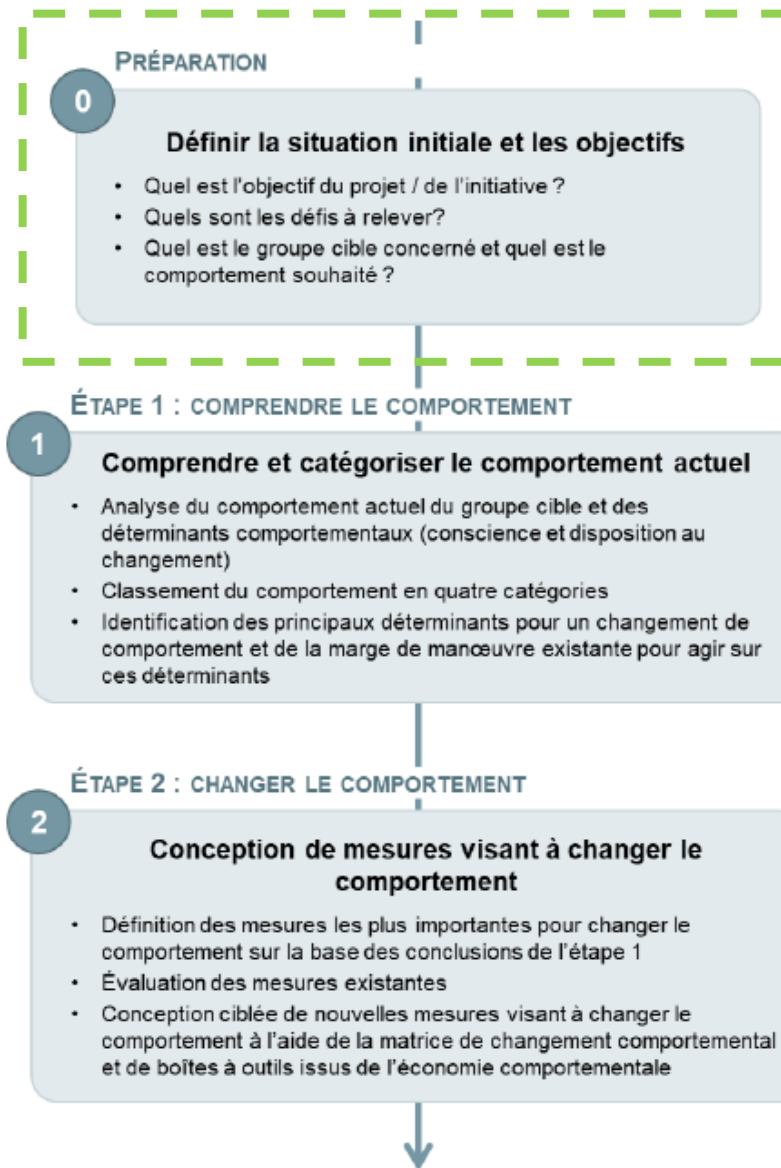 PRÉPARATION
0
Définir la situation initiale et les objectifs
• Quel est l'objectif du projet / de l'initiative ?
• Quels sont les défis à relever?
• Quel est le groupe cible concerné et quel est le
comportement souhaité ?
ÉTAPE 1 : COMPRENDRE LE COMPORTEMENT
1
Comprendre et catégoriser le comportement actuel
• Analyse du comportement actuel du groupe cible et des
déterminants comportementaux (conscience et disposition au
changement)
• Classement du comportement en quatre catégories
• Identification des principaux déterminants pour un changement de
comportement et de la marge de manœuvre existante pour agir sur
ces déterminants
ÉTAPE 2 : CHANGER LE COMPORTEMENT
2
Conception de mesures visant à changer le
comportement
• Définition des mesures les plus importantes pour changer le
comportement sur la base des conclusions de l'étape 1
• Évaluation des mesures existantes
• Conception ciblée de nouvelles mesures visant à changer le
comportement à l'aide de la matrice de changement comportemental
et de boîtes à outils issus de l'économie comportementale